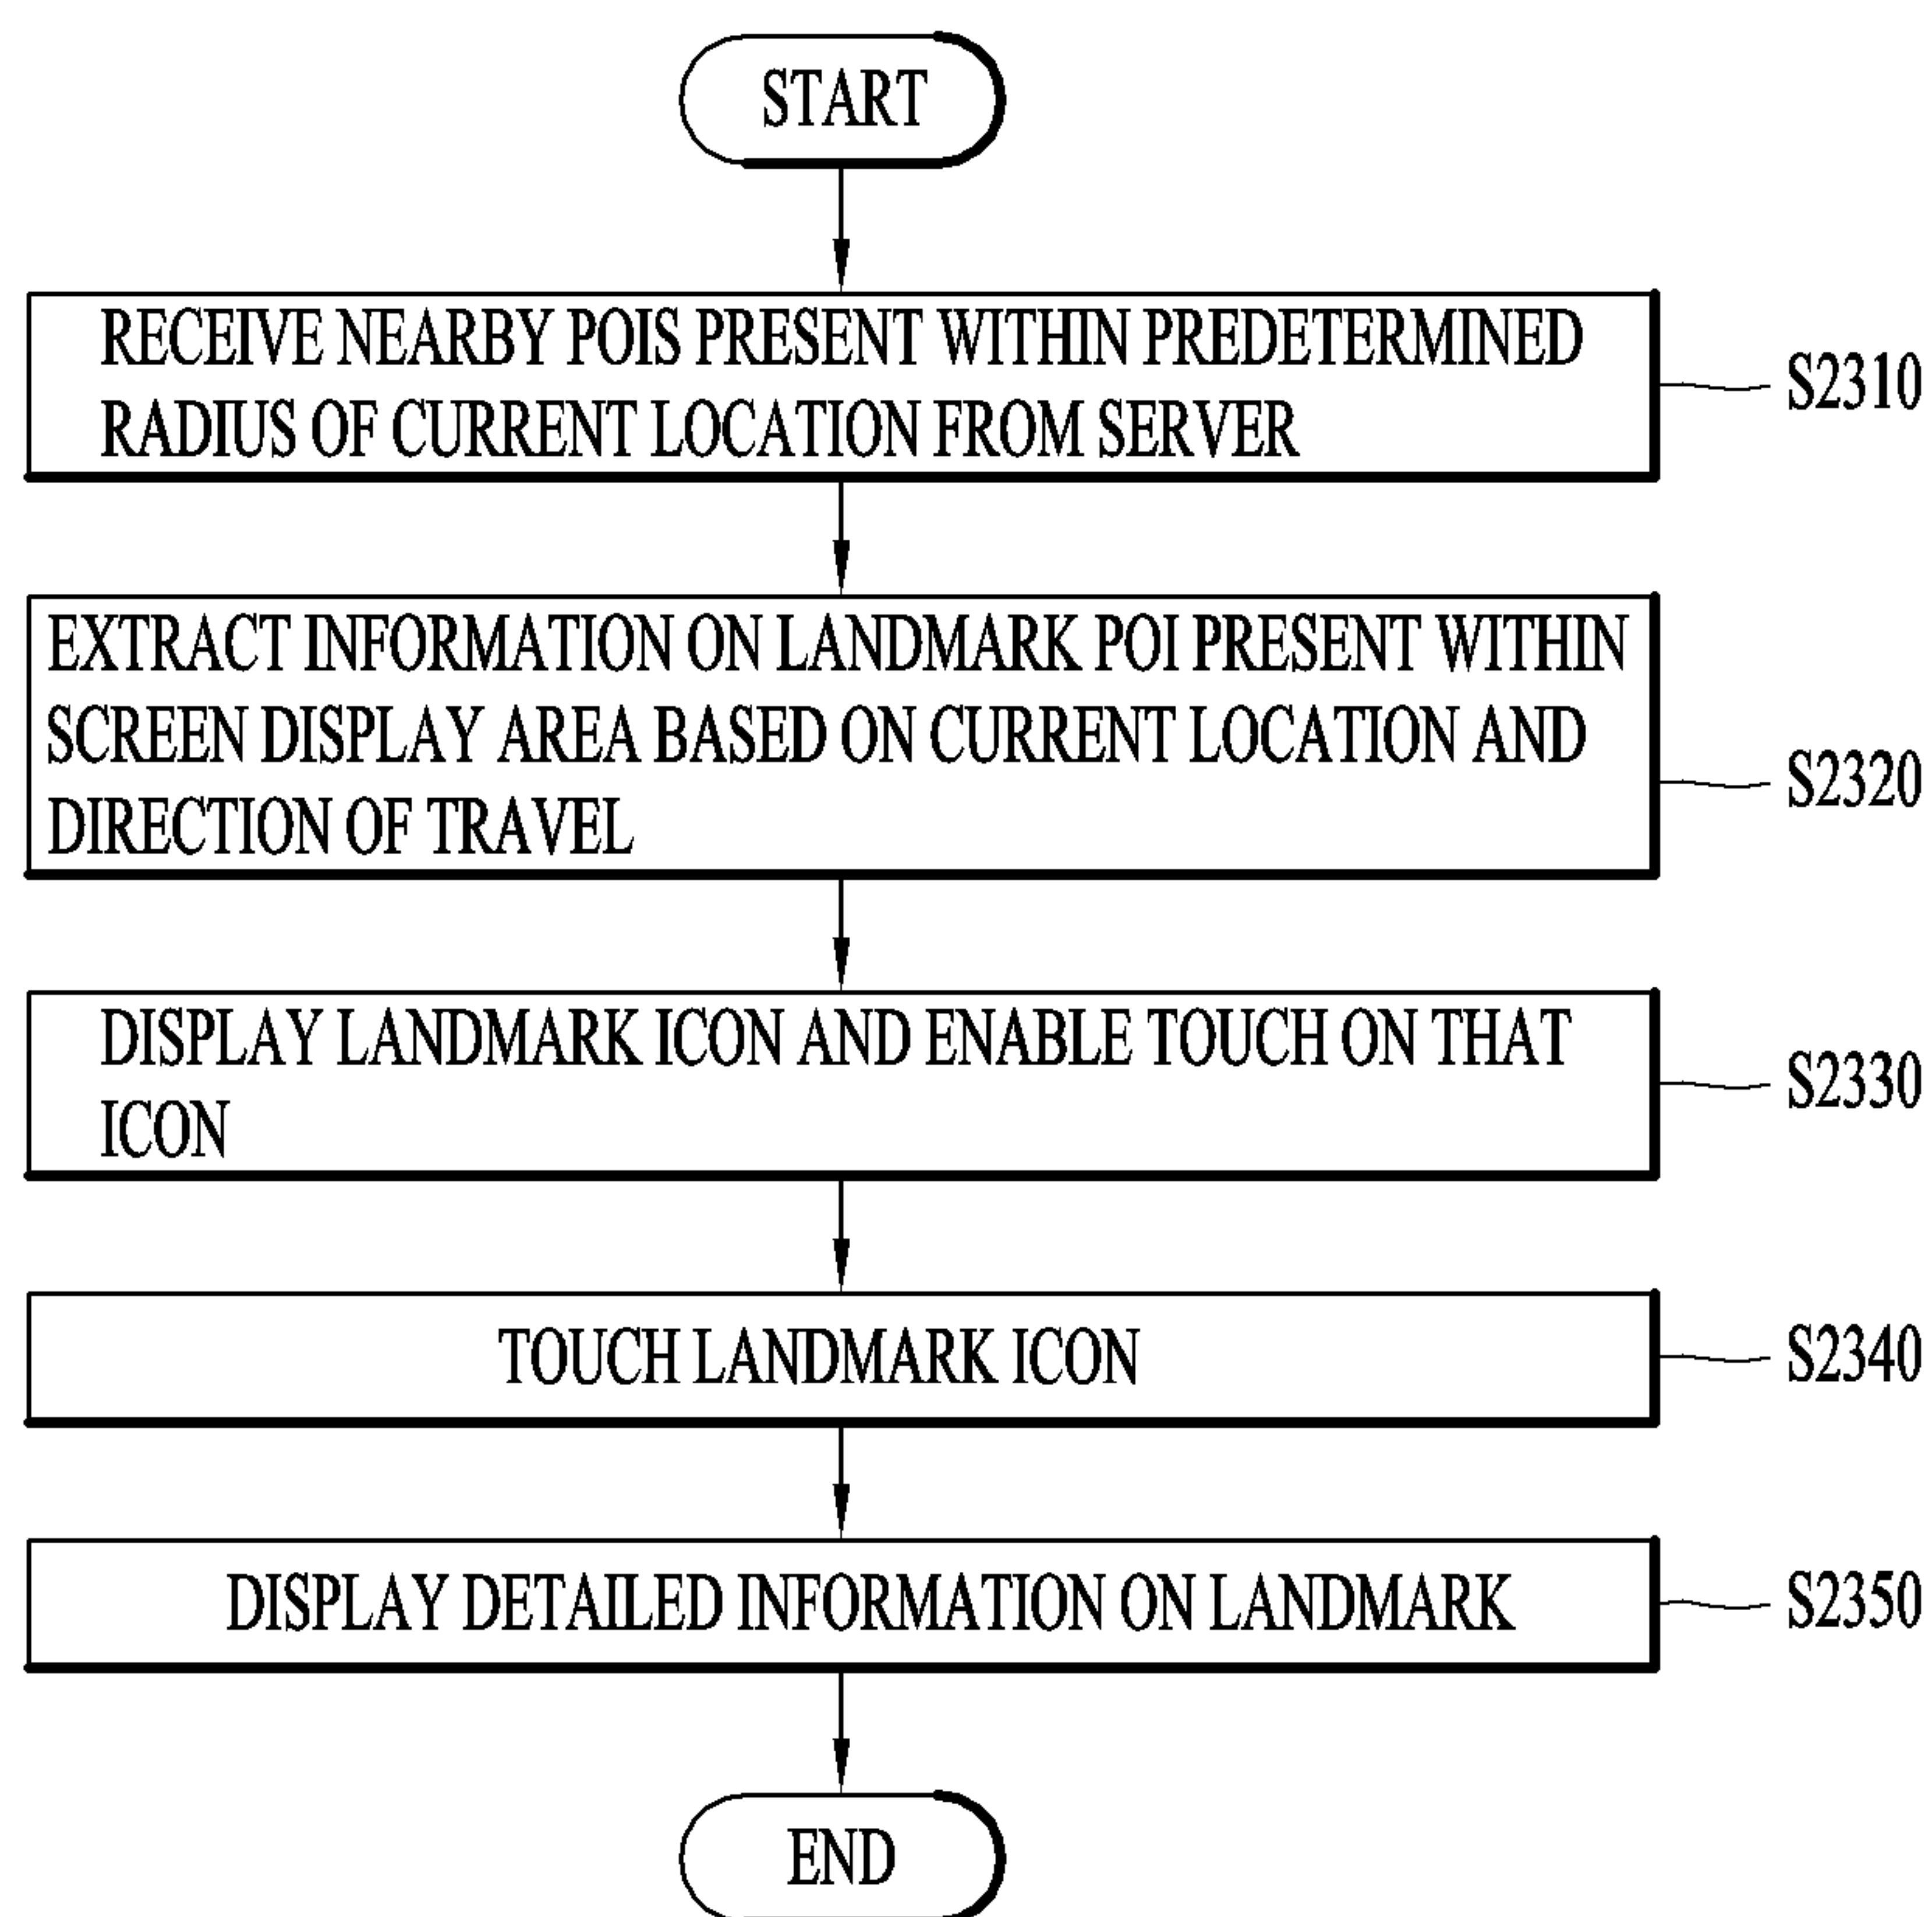 START
RECEIVE NEARBY POIS PRESENT WITHIN PREDETERMINED
RADIUS OF CURRENT LOCATION FROM SERVER
S2310
EXTRACT INFORMATION ON LANDMARK POI PRESENT WITHIN
SCREEN DISPLAY AREA BASED ON CURRENT LOCATION AND
DIRECTION OF TRAVEL
S2320
DISPLAY LANDMARK ICON AND ENABLE TOUCH ON THAT
ICON
S2330
TOUCH LANDMARK ICON
S2340
DISPLAY DETAILED INFORMATION ON LANDMARK
S2350
END